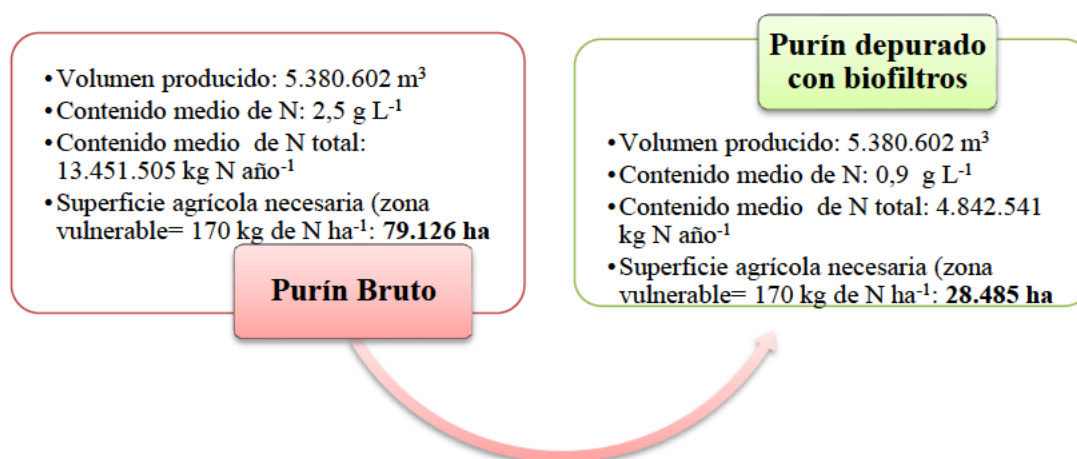 • Volumen producido: 5.380.602 m³
• Contenido medio de N: 2,5 g L⁻¹
• Contenido medio  de N total:
13.451.505 kg N año⁻¹
• Superficie agrícola necesaria (zona
vulnerable= 170 kg de N ha⁻¹: 79.126 ha
Purín Bruto
Purín depurado
con biofiltros
• Volumen producido: 5.380.602 m³
• Contenido medio de N: 0,9  g L⁻¹
• Contenido medio  de N total: 4.842.541
kg N año⁻¹
• Superficie agrícola necesaria (zona
vulnerable= 170 kg de N ha⁻¹: 28.485 ha